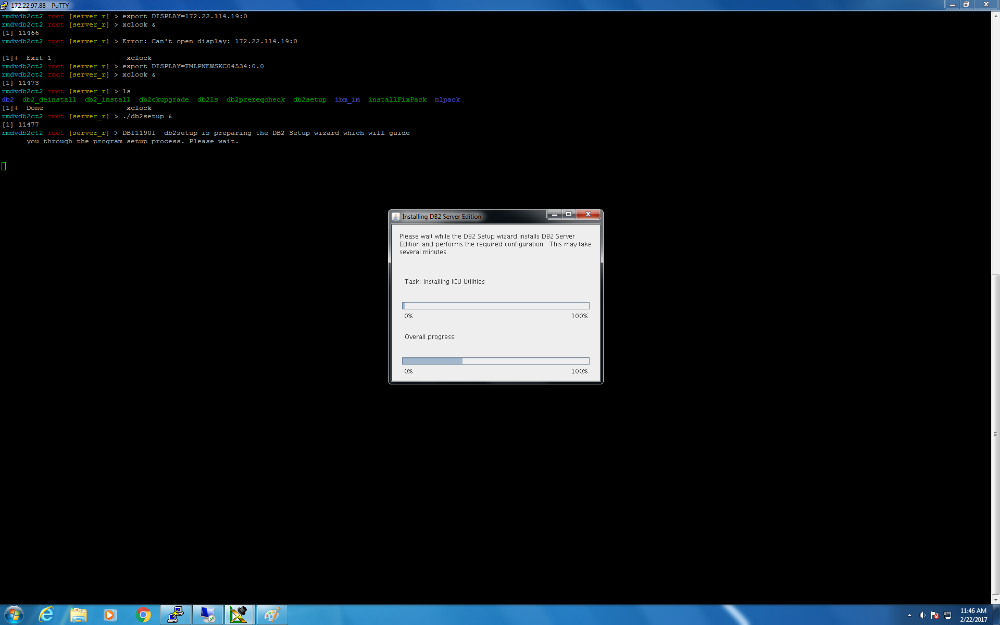 172.22.97.88 - PuTTY
rmdvdb2ct2 root [server_r] > export DISPLAY=172.22.114.19:0
rmdvdb2ct2 root [server_r] > xclock &
[1] 11466
rmdvdb2ct2 root [server_r] > Error: Can't open display: 172.22.114.19:0
[1]+  Exit 1                  xclock
rmdvdb2ct2 root [server_r] > export DISPLAY=TMLPNEWSKC04534:0.0
rmdvdb2ct2 root [server_r] > xclock &
[1] 11473
rmdvdb2ct2 root [server_r] > ls
db2  db2_deinstall  db2_install  db2ckupgrade  db2ls  db2prereqcheck  db2setup  ibm_im  installFixPack  nlpack
[1]+  Done                    xclock
rmdvdb2ct2 root [server_r] > ./db2setup &
[1] 11477
rmdvdb2ct2 root [server_r] > DBI1190I  db2setup is preparing the DB2 Setup wizard which will guide
you through the program setup process. Please wait.
Installing DB2 Server Edition
Please wait while the DB2 Setup wizard installs DB2 Server
Edition and performs the required configuration.  This may take
several minutes.
Task: Installing ICU Utilities
0% 100%
Overall progress:
0% 100%
11:46 AM
2/22/2017